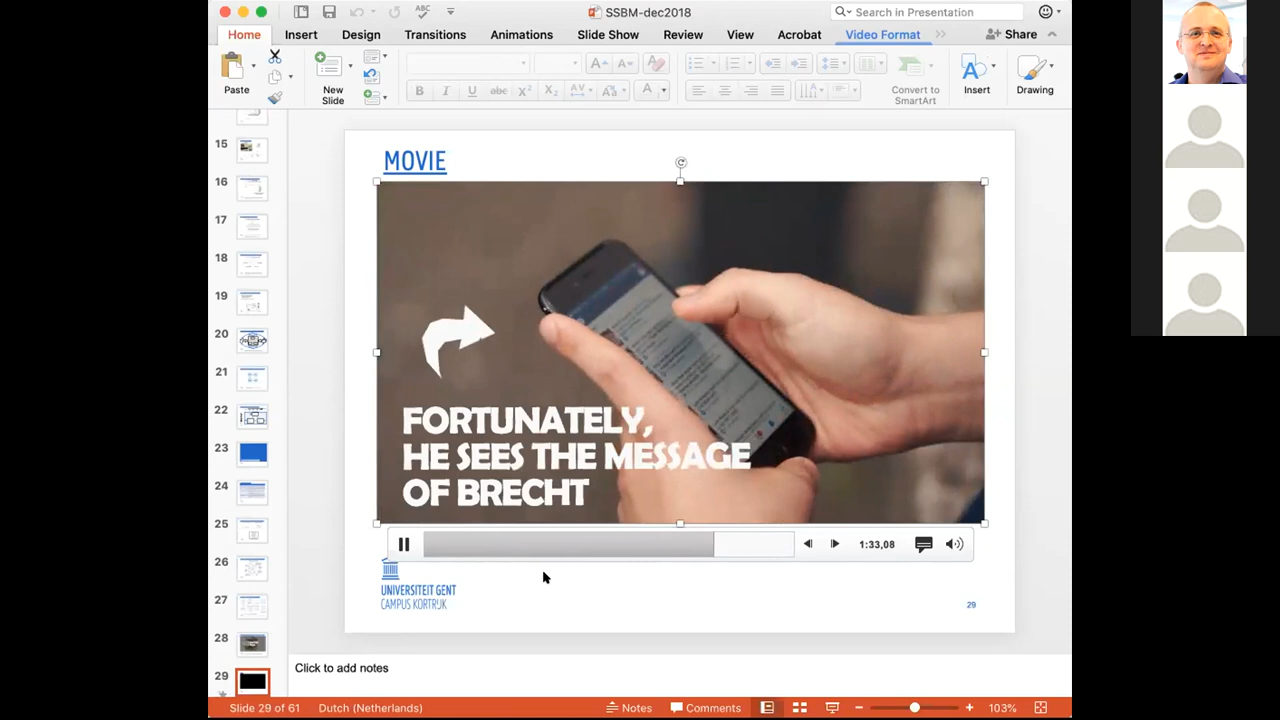 SSBM-dec2018
Search in Presentation
Home Insert Design Transitions Animations Slide Show Review View Acrobat Video Format Share
Paste
New
Slide
Convert to
SmartArt
Insert
Drawing
15
16
17
18
19
20
21
22
23
24
25
26
27
28
29
MOVIE
FORTUNATELY,
HE SEES THE MESSAGE
OF BRECHT
1:33,08
UNIVERSITEIT GENT
CAMPUS KORTRIJK
29
Click to add notes
Slide 29 of 61 Dutch (Netherlands) Notes Comments 103%